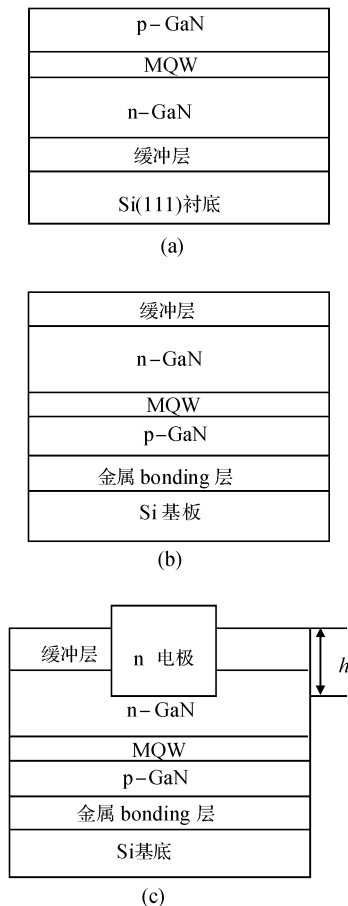 p-GaN
MQW
n-GaN
缓冲层
Si(111)衬底
(a)
缓冲层
n-GaN
MQW
p-GaN
金属 bonding 层
Si 基板
(b)
缓冲层
n 电极
h
n-GaN
MQW
p-GaN
金属 bonding 层
Si基底
(c)